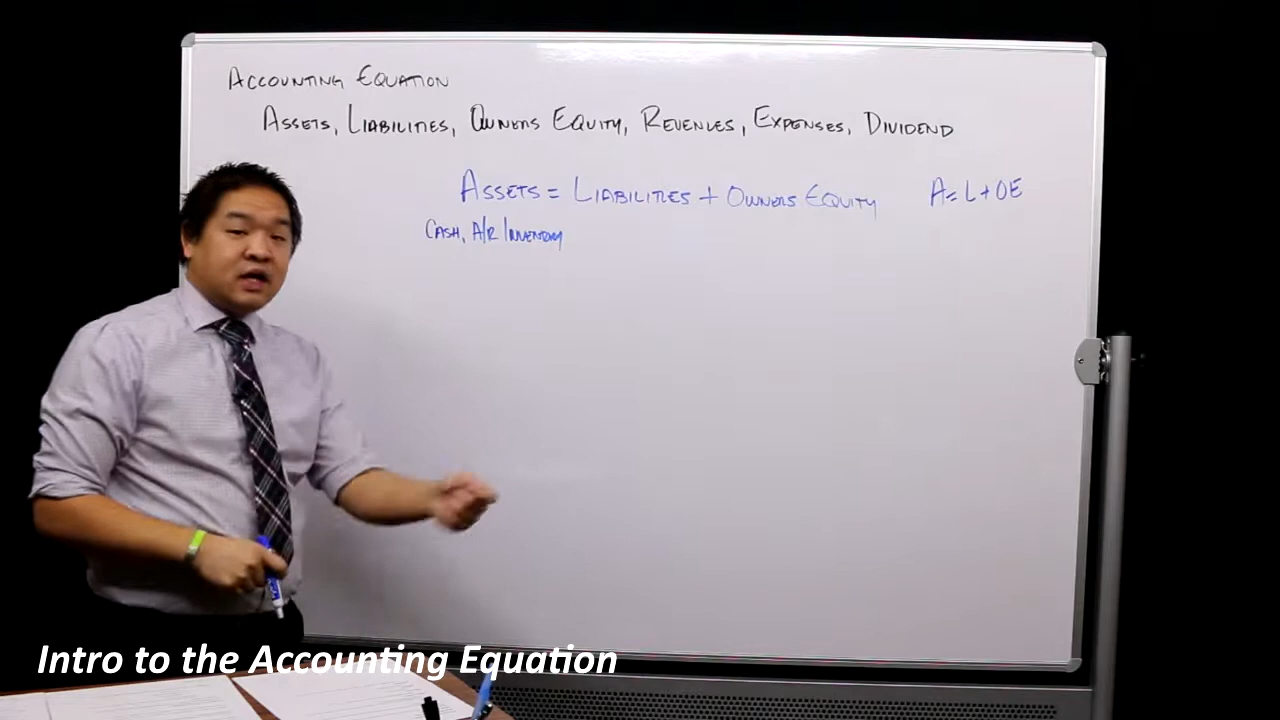 ACCOUNTING EQUATION
ASSETS, LIABILITIES, OWNERS EQUITY, REVENUES, EXPENSES, DIVIDEND
ASSETS = LIABILITIES + OWNERS EQUITY A = L + OE
CASH, A/R INVENTORY
Intro to the Accounting Equation